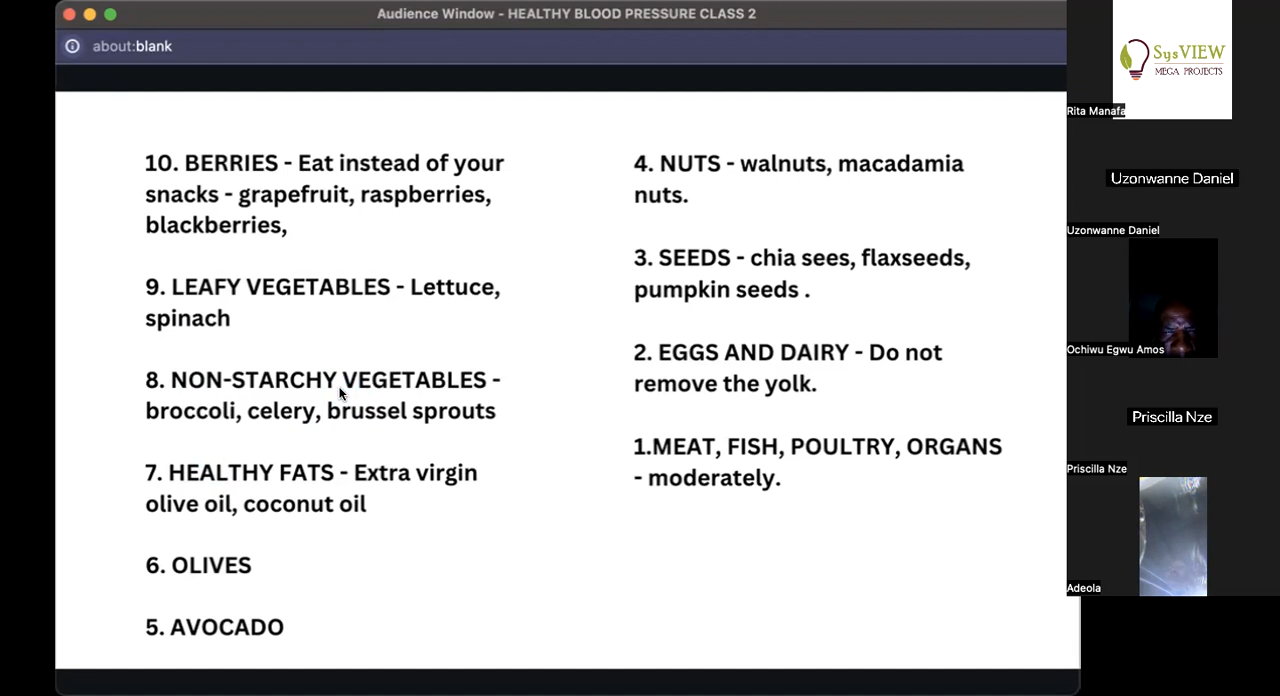 Audience Window - HEALTHY BLOOD PRESSURE CLASS 2
about:blank
10. BERRIES - Eat instead of your
snacks - grapefruit, raspberries,
blackberries,
9. LEAFY VEGETABLES - Lettuce,
spinach
8. NON-STARCHY VEGETABLES -
broccoli, celery, brussel sprouts
7. HEALTHY FATS - Extra virgin
olive oil, coconut oil
6. OLIVES
5. AVOCADO
4. NUTS - walnuts, macadamia
nuts.
3. SEEDS - chia sees, flaxseeds,
pumpkin seeds .
2. EGGS AND DAIRY - Do not
remove the yolk.
1.MEAT, FISH, POULTRY, ORGANS
- moderately.
SysVIEW
MEGA PROJECTS
Rita Manafa
Uzonwanne Daniel
Uzonwanne Daniel
Ochiwu Egwu Amos
Priscilla Nze
Priscilla Nze
Adeola